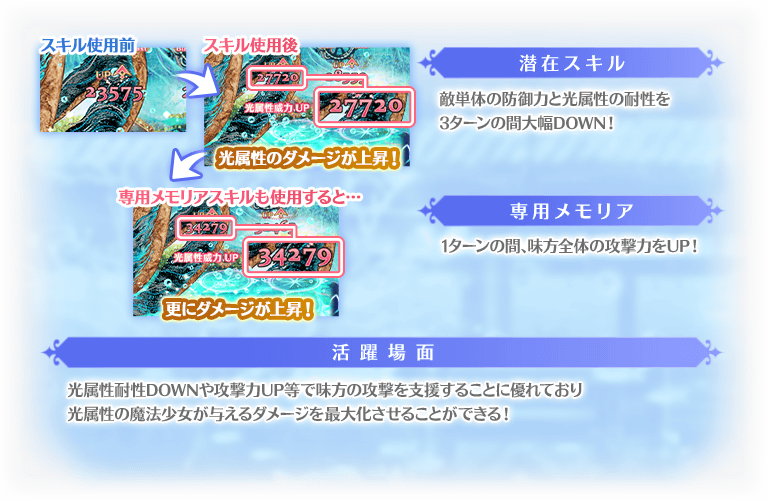 スキル使用前
UP
23575
スキル使用後
27720
光属性威力.UP
27720
光属性のダメージが上昇!
専用メモリアスキルも使用すると…
34279
光属性威力.UP
34279
更にダメージが上昇!
潜在スキル
敵単体の防御力と光属性の耐性を
3ターンの間大幅DOWN!
専用メモリア
1ターンの間、味方全体の攻撃力をUP!
活躍場面
光属性耐性DOWNや攻撃力UP等で味方の攻撃を支援することに優れており
光属性の魔法少女が与えるダメージを最大化させることができる!